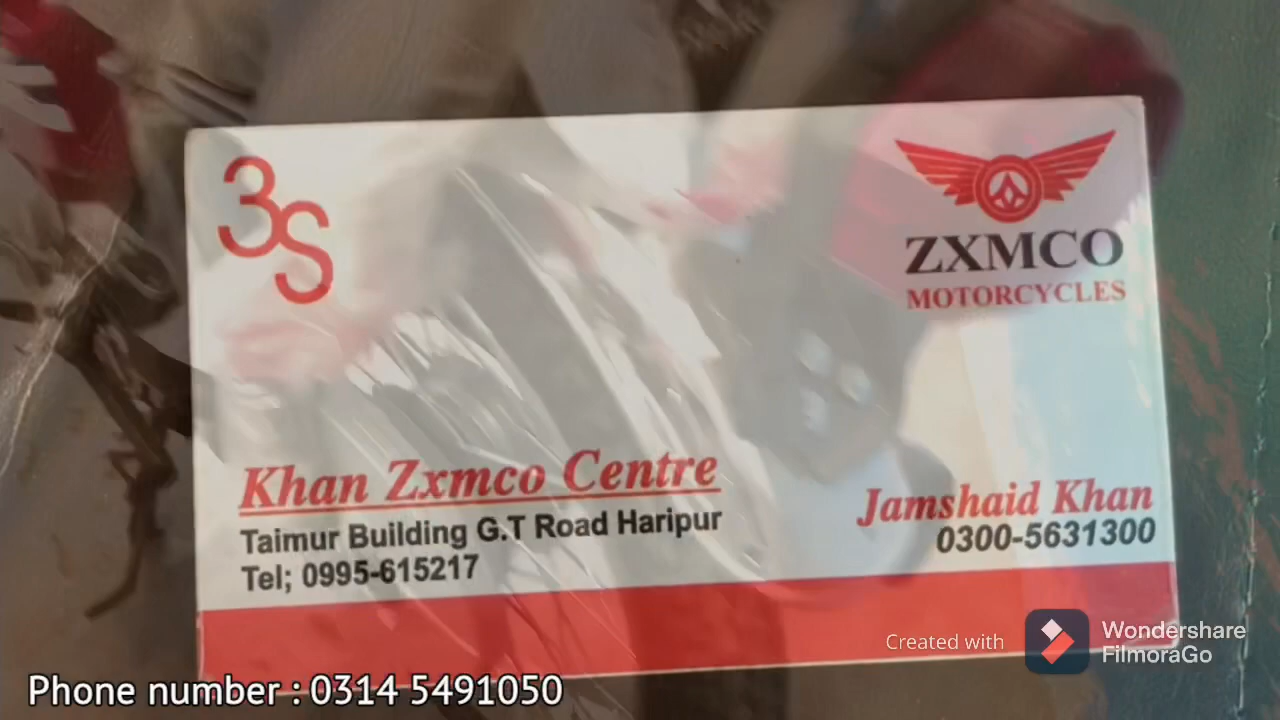 3S
ZXMCO
MOTORCYCLES
Khan Zxmco Centre
Taimur Building G.T Road Haripur
Tel; 0995-615217
Jamshaid Khan
0300-5631300
Created with
Wondershare
FilmoraGo
Phone number : 0314 5491050